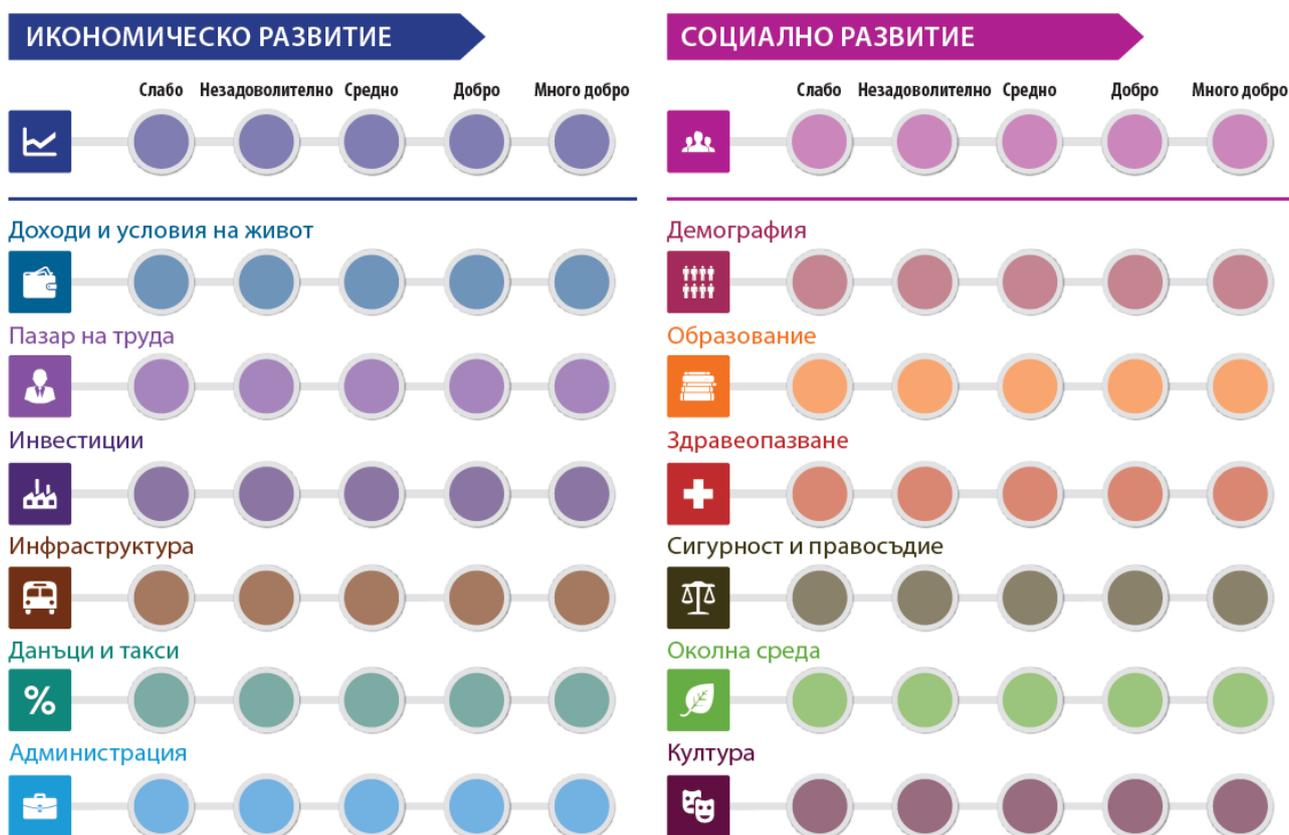 ИКОНОМИЧЕСКО РАЗВИТИЕ
Слабо Незадоволително Средно Добро Много добро
Доходи и условия на живот
Пазар на труда
Инвестиции
Инфраструктура
Данъци и такси
%
Администрация
СОЦИАЛНО РАЗВИТИЕ
Слабо Незадоволително Средно Добро Много добро
Демография
Образование
Здравеопазване
Сигурност и правосъдие
Околна среда
Култура